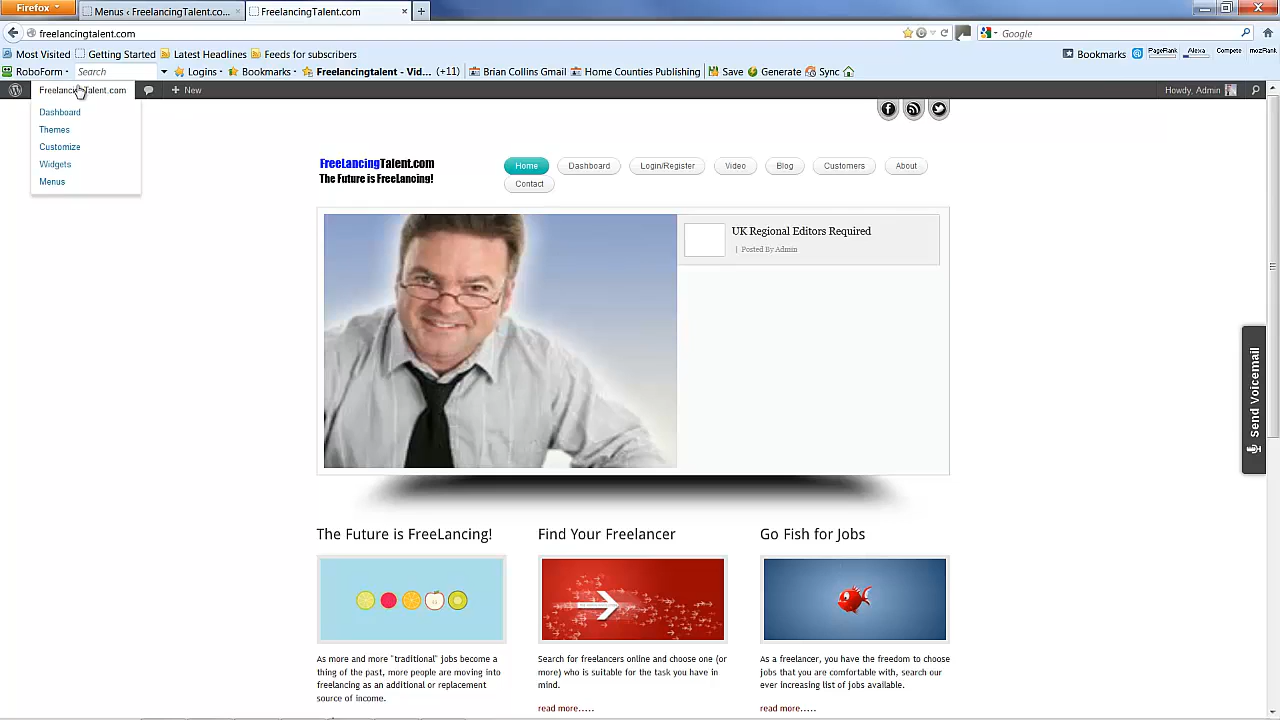 Firefox
Menus ‹ FreelancingTalent.co...
FreelancingTalent.com
freelancingtalent.com
Google
Most Visited
Getting Started
Latest Headlines
Feeds for subscribers
Bookmarks
PageRank
Alexa
Compete
mozRank
RoboForm
Search
Logins
Bookmarks
Freelancingtalent - Vid...
(+11)
Brian Collins Gmail
Home Counties Publishing
Save
Generate
Sync
FreelancingTalent.com
New
Howdy, Admin
Dashboard
Themes
Customize
Widgets
Menus
FreeLancingTalent.com
The Future is FreeLancing!
Home
Dashboard
Login/Register
Video
Blog
Customers
About
Contact
UK Regional Editors Required
| Posted By Admin
Send Voicemail
The Future is FreeLancing!
As more and more "traditional" jobs become a
thing of the past, more people are moving into
freelancing as an additional or replacement
source of income.
Find Your Freelancer
Search for freelancers online and choose one (or
more) who is suitable for the task you have in
mind.
read more.....
Go Fish for Jobs
As a freelancer, you have the freedom to choose
jobs that you are comfortable with, search our
ever increasing list of jobs available.
read more.....